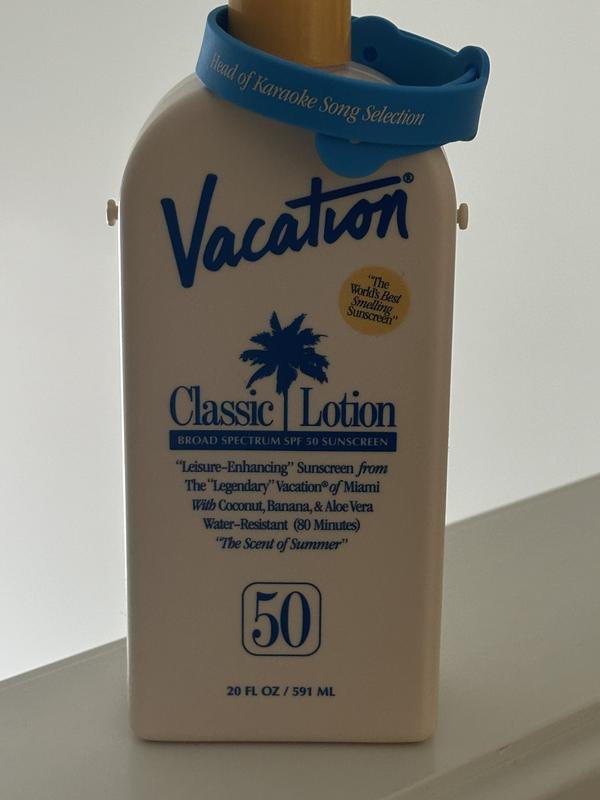 Head of Karaoke Song Selection
Vacation®
"The
World's Best
Smelling
Sunscreen"
Classic Lotion
BROAD SPECTRUM SPF 50 SUNSCREEN
"Leisure-Enhancing" Sunscreen from
The "Legendary" Vacation® of Miami
With Coconut, Banana, & Aloe Vera
Water-Resistant (80 Minutes)
"The Scent of Summer"
50
20 FL OZ / 591 ML